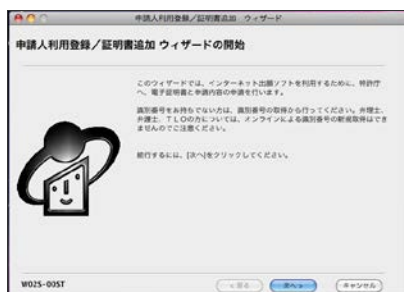 申請人利用登録／証明書追加 ウィザード
申請人利用登録／証明書追加 ウィザードの開始
このウィザードでは、インターネット出願ソフトを利用するために、特許庁
へ、電子証明書と申請内容の申請を行います。
識別番号をお持ちでない方は、識別番号の取得から行ってください。弁理士、
弁護士、ＴＬＯの方については、オンラインによる識別番号の新規取得はでき
ませんのでご注意ください。
続行するには、[次へ]をクリックしてください。
W02S-00ST
< 戻る
次へ >
キャンセル